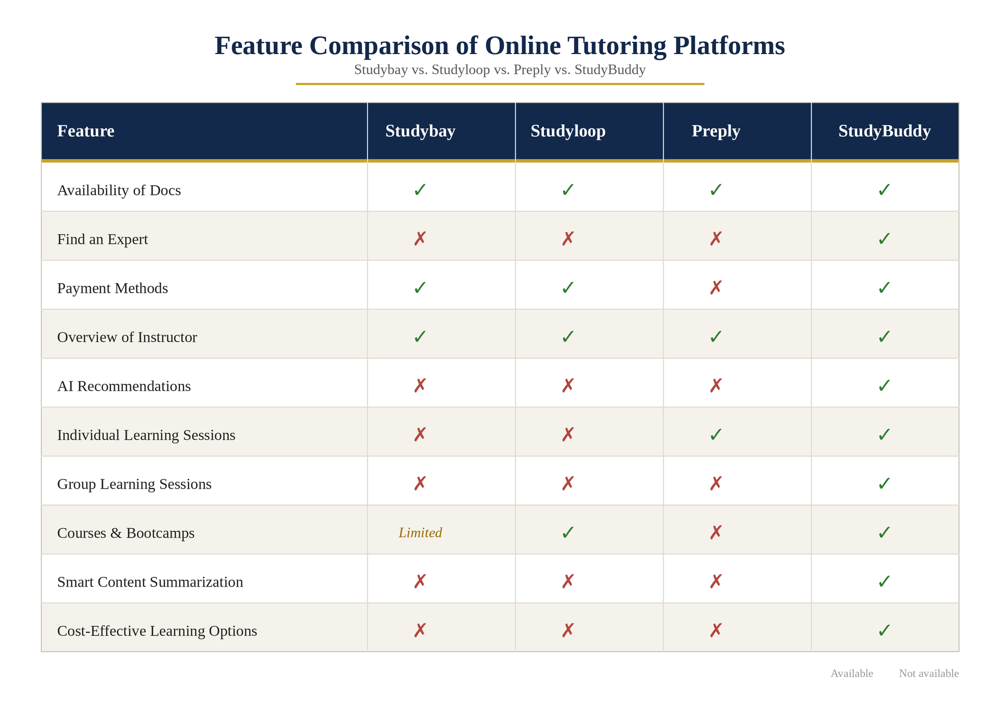 Feature Comparison of Online Tutoring Platforms
Studybay vs. Studyloop vs. Preply vs. StudyBuddy
Feature Studybay Studyloop Preply StudyBuddy
Availability of Docs ✓ ✓ ✓ ✓
Find an Expert ✗ ✗ ✗ ✓
Payment Methods ✓ ✓ ✗ ✓
Overview of Instructor ✓ ✓ ✓ ✓
AI Recommendations ✗ ✗ ✗ ✓
Individual Learning Sessions ✗ ✗ ✓ ✓
Group Learning Sessions ✗ ✗ ✗ ✓
Courses & Bootcamps Limited ✓ ✗ ✓
Smart Content Summarization ✗ ✗ ✗ ✓
Cost-Effective Learning Options ✗ ✗ ✗ ✓
Available Not available